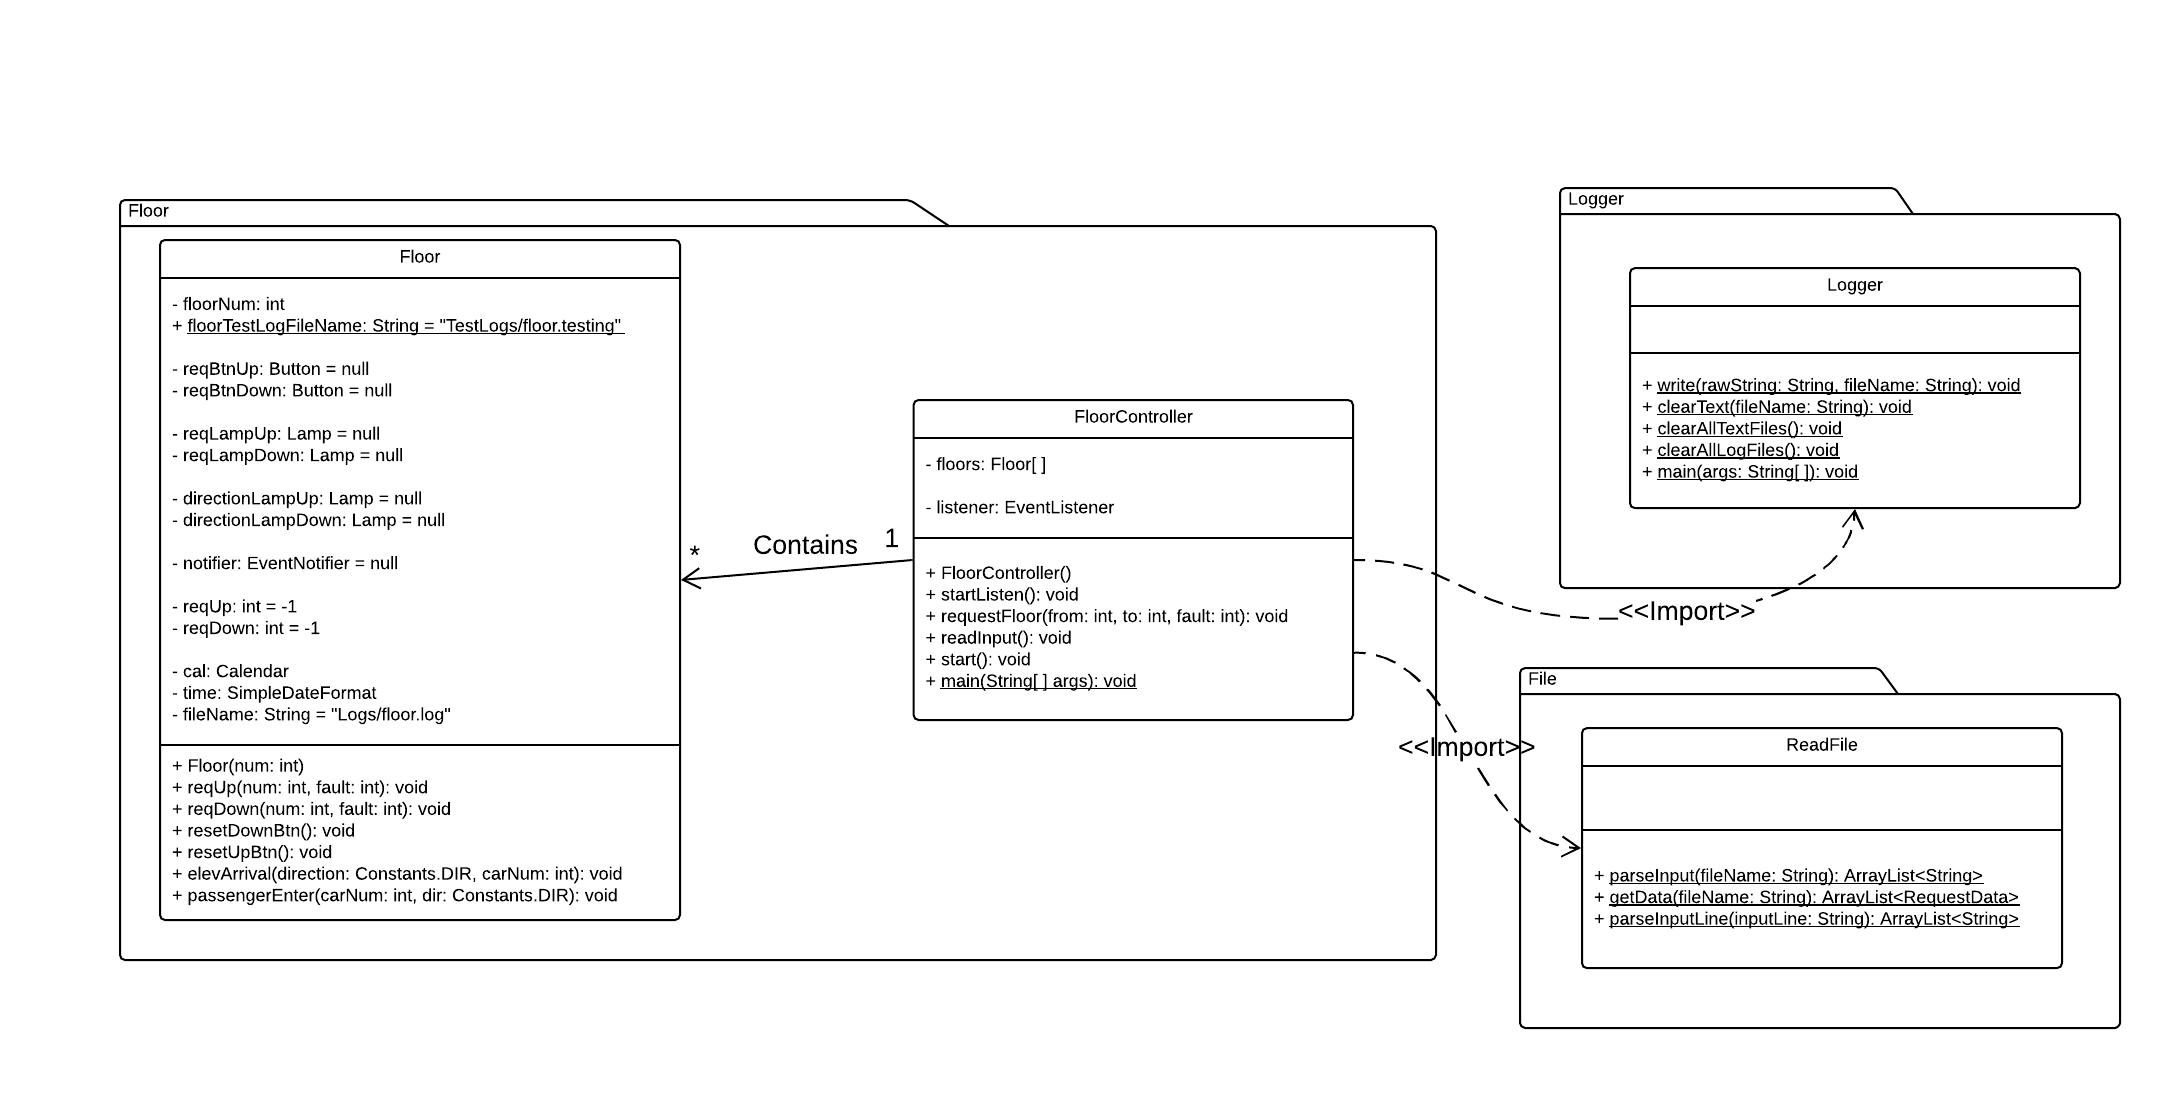 Floor
Floor
- floorNum: int
+ floorTestLogFileName: String = "TestLogs/floor.testing"
- reqBtnUp: Button = null
- reqBtnDown: Button = null
- reqLampUp: Lamp = null
- reqLampDown: Lamp = null
- directionLampUp: Lamp = null
- directionLampDown: Lamp = null
- notifier: EventNotifier = null
- reqUp: int = -1
- reqDown: int = -1
- cal: Calendar
- time: SimpleDateFormat
- fileName: String = "Logs/floor.log"
+ Floor(num: int)
+ reqUp(num: int, fault: int): void
+ reqDown(num: int, fault: int): void
+ resetDownBtn(): void
+ resetUpBtn(): void
+ elevArrival(direction: Constants.DIR, carNum: int): void
+ passengerEnter(carNum: int, dir: Constants.DIR): void
*
Contains
1
FloorController
- floors: Floor[ ]
- listener: EventListener
+ FloorController()
+ startListen(): void
+ requestFloor(from: int, to: int, fault: int): void
+ readInput(): void
+ start(): void
+ main(String[ ] args): void
Logger
Logger
+ write(rawString: String, fileName: String): void
+ clearText(fileName: String): void
+ clearAllTextFiles(): void
+ clearAllLogFiles(): void
+ main(args: String[ ]): void
<<Import>>
<<Import>>
File
ReadFile
+ parseInput(fileName: String): ArrayList<String>
+ getData(fileName: String): ArrayList<RequestData>
+ parseInputLine(inputLine: String): ArrayList<String>